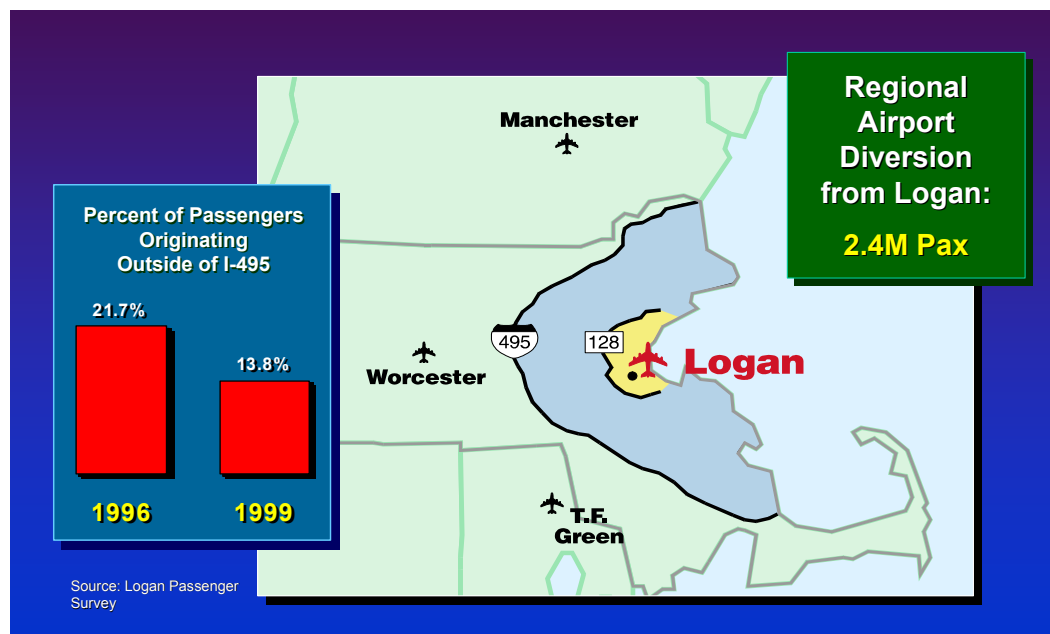 Regional
Airport
Diversion
from Logan:
2.4M Pax
Manchester
Percent of Passengers
Originating
Outside of I-495
21.7%
13.8%
1996
1999
495
128
Logan
Worcester
T.F.
Green
Source: Logan Passenger
Survey